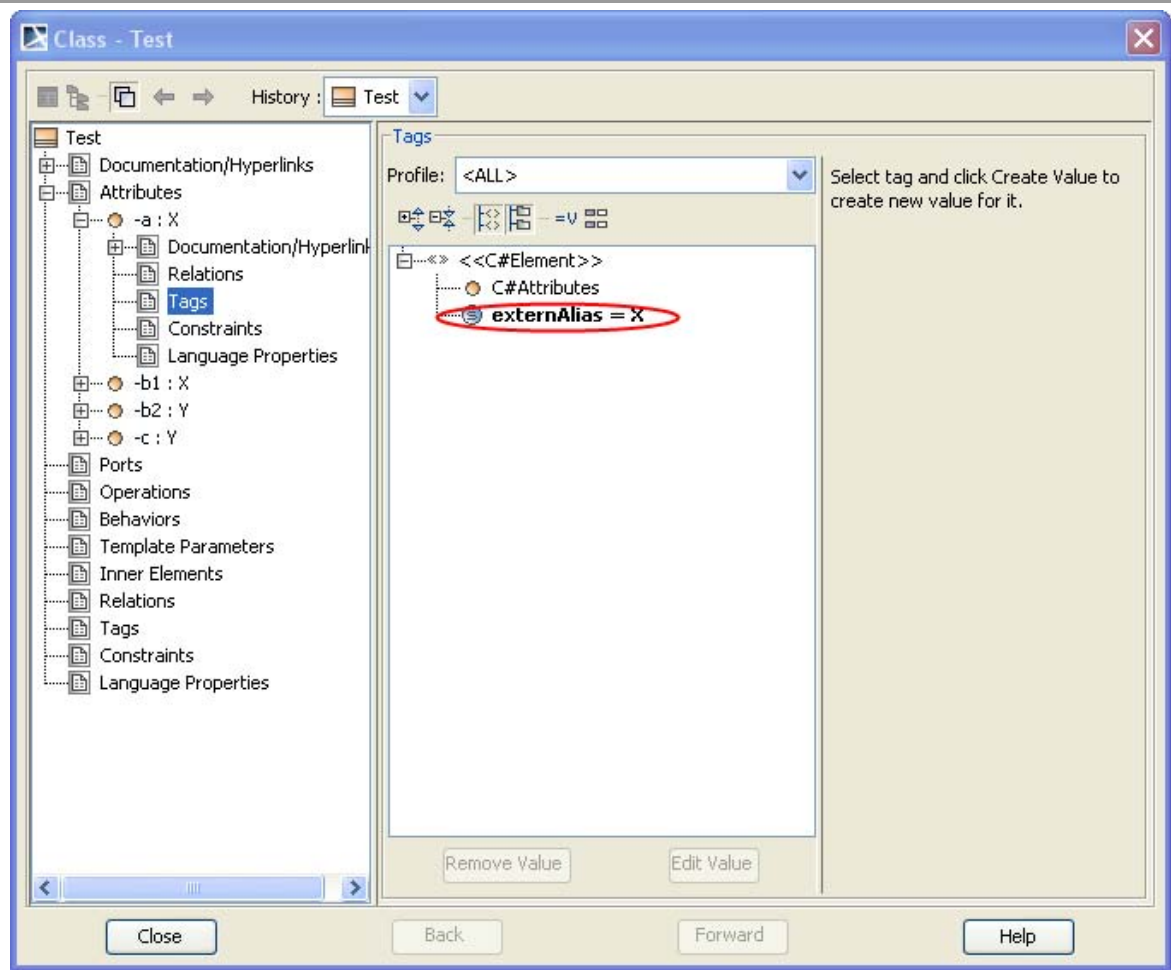 Class - Test
History : Test
Test
Documentation/Hyperlinks
Attributes
-a : X
Documentation/Hyperlin
Relations
Tags
Constraints
Language Properties
-b1 : X
-b2 : Y
-c : Y
Ports
Operations
Behaviors
Template Parameters
Inner Elements
Relations
Tags
Constraints
Language Properties
Tags
Profile: <ALL>
=v
<<C#Element>>
C#Attributes
externAlias = X
Select tag and click Create Value to
create new value for it.
Remove Value Edit Value
Close Back Forward Help